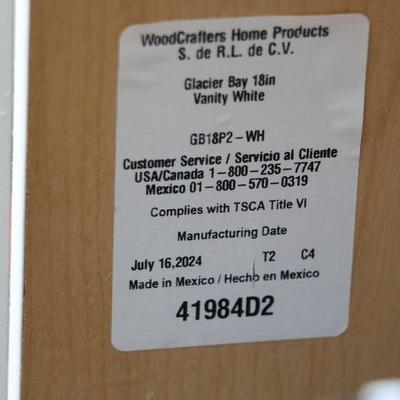 WoodCrafters Home Products
S. de R.L. de C.V.
Glacier Bay 18in
Vanity White
GB18P2-WH
Customer Service / Servicio al Cliente
USA/Canada 1-800-235-7747
Mexico 01-800-570-0319
Complies with TSCA Title VI
Manufacturing Date
July 16,2024 T2 C4
Made in Mexico / Hecho en Mexico
41984D2